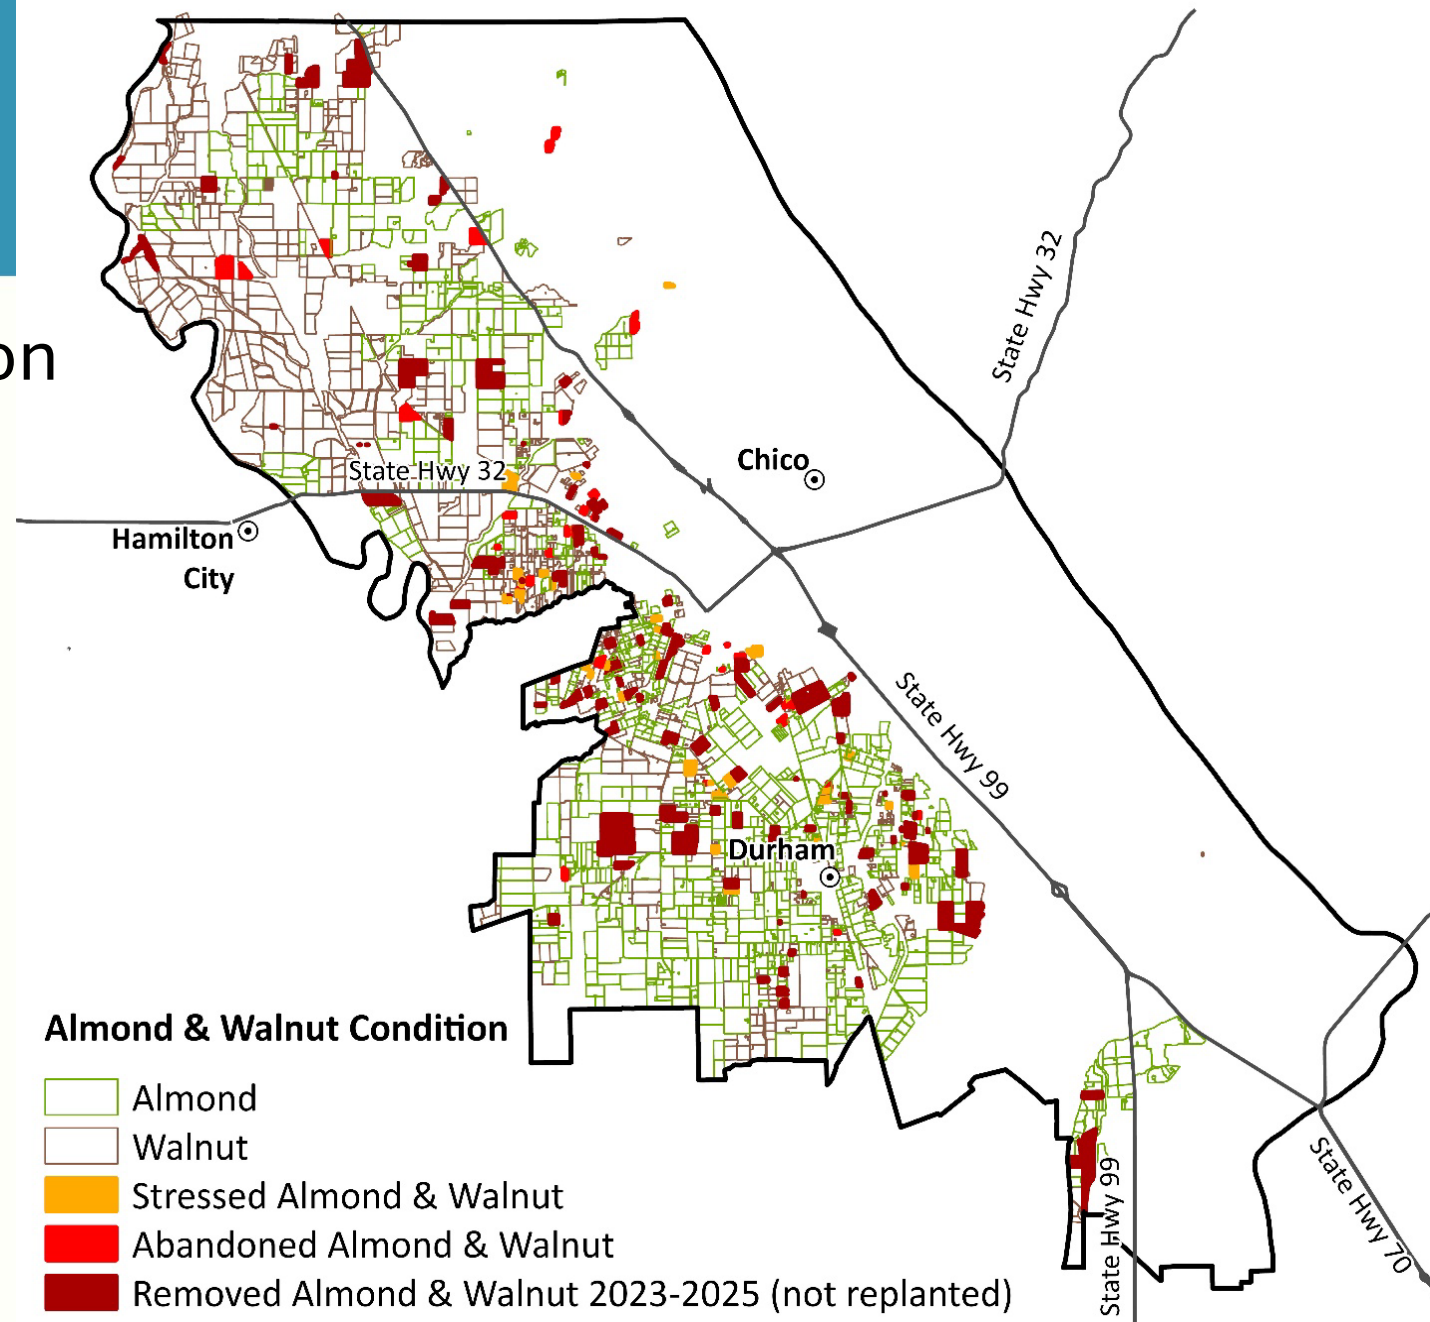 on
State Hwy 32
Chico
State Hwy 32
Hamilton
City
State Hwy 99
Durham
Almond & Walnut Condition
Almond
Walnut
Stressed Almond & Walnut
Abandoned Almond & Walnut
Removed Almond & Walnut 2023-2025 (not replanted)
State Hwy 99
State Hwy 70